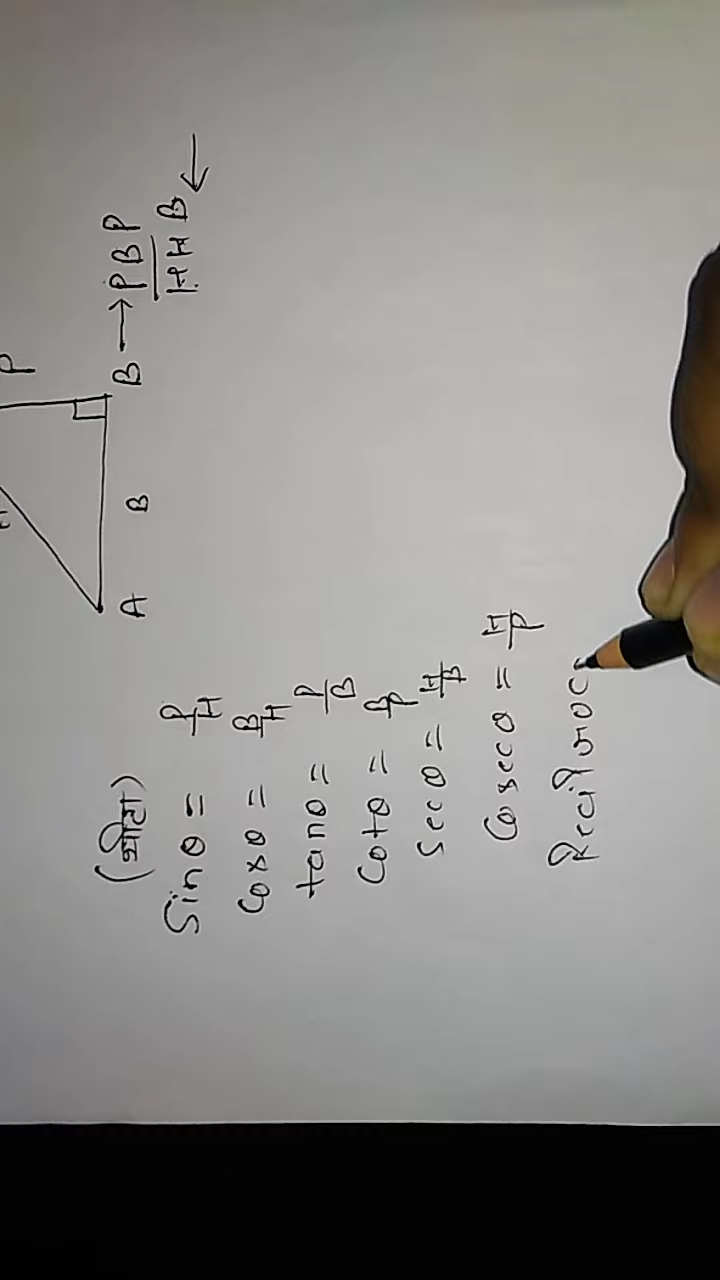 P
B → PBP
HHB ←
B
A
(थीटा)
Sinθ = P/H
Cosθ = B/H
tanθ = P/B
Cotθ = B/P
Secθ = H/B
Cosecθ = H/P
Reciproc